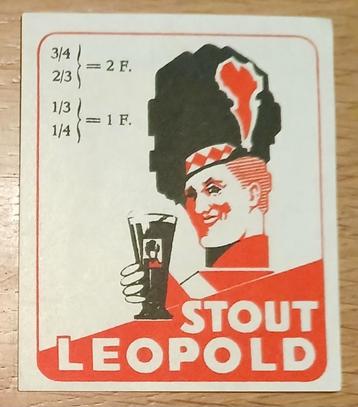 3/4
2/3 } = 2 F.
1/3
1/4 } = 1 F.
STOUT
LEOPOLD